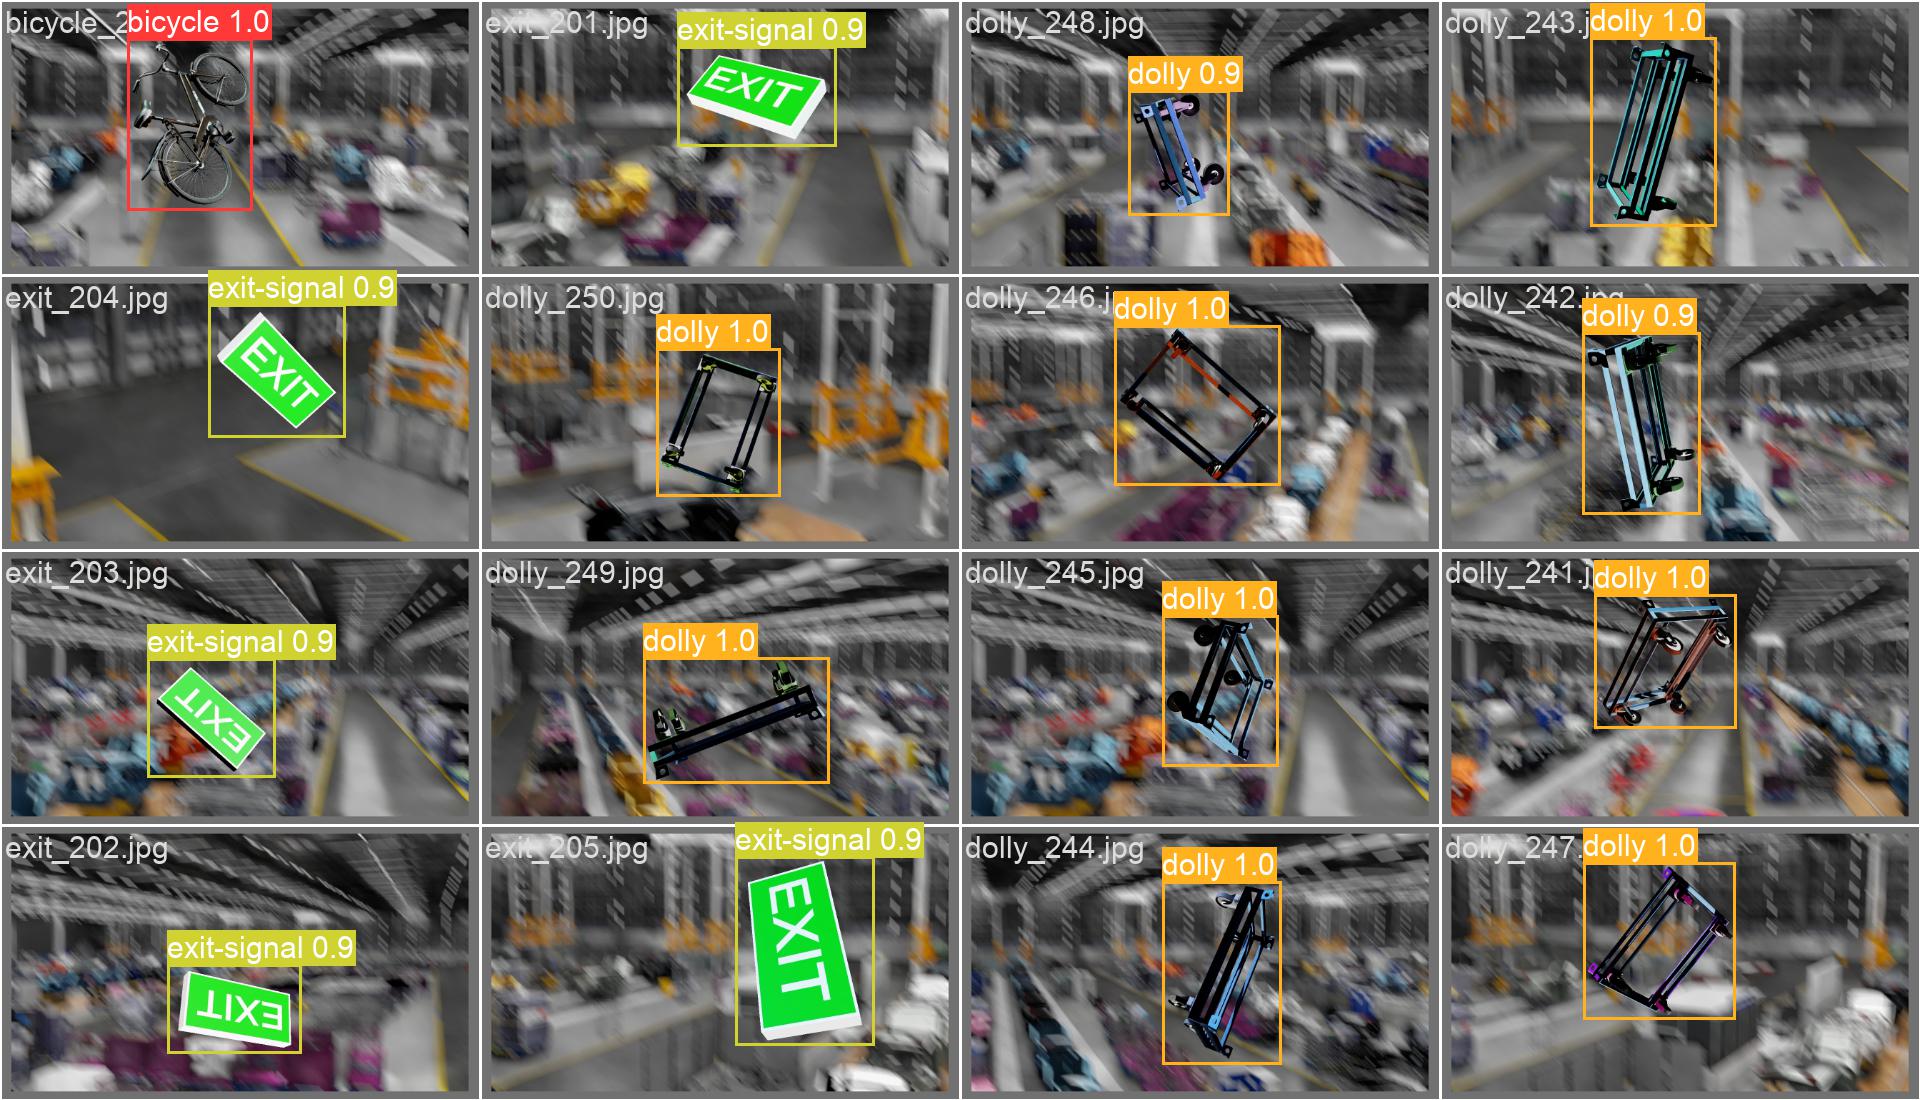 bicycle_2
bicycle 1.0
exit_201.jpg
exit-signal 0.9
EXIT
dolly_248.jpg
dolly 0.9
dolly_243.j
dolly 1.0
exit_204.jpg
exit-signal 0.9
EXIT
dolly_250.jpg
dolly 1.0
dolly_246.j
dolly 1.0
dolly_242.jpg
dolly 0.9
exit_203.jpg
exit-signal 0.9
EXIT
dolly_249.jpg
dolly 1.0
dolly_245.jpg
dolly 1.0
dolly_241.j
dolly 1.0
exit_202.jpg
exit-signal 0.9
EXIT
exit_205.jpg
exit-signal 0.9
EXIT
dolly_244.jpg
dolly 1.0
dolly_247.
dolly 1.0